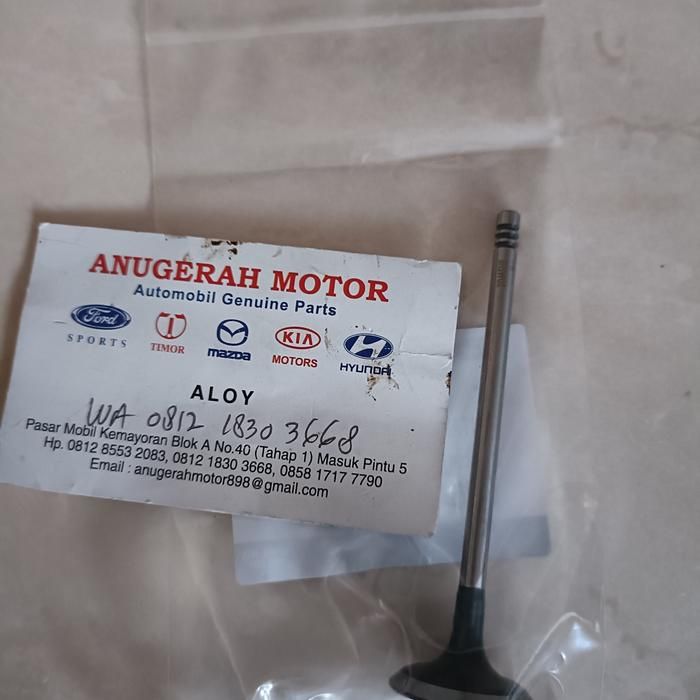 ANUGERAH MOTOR
Automobil Genuine Parts
Ford
SPORTS
TIMOR
mazda
KIA
MOTORS
HYUNDAI
ALOY
WA 0812 1830 3668
Pasar Mobil Kemayoran Blok A No.40 (Tahap 1) Masuk Pintu 5
Hp. 0812 8553 2083, 0812 1830 3668, 0858 1717 7790
Email : anugerahmotor898@gmail.com